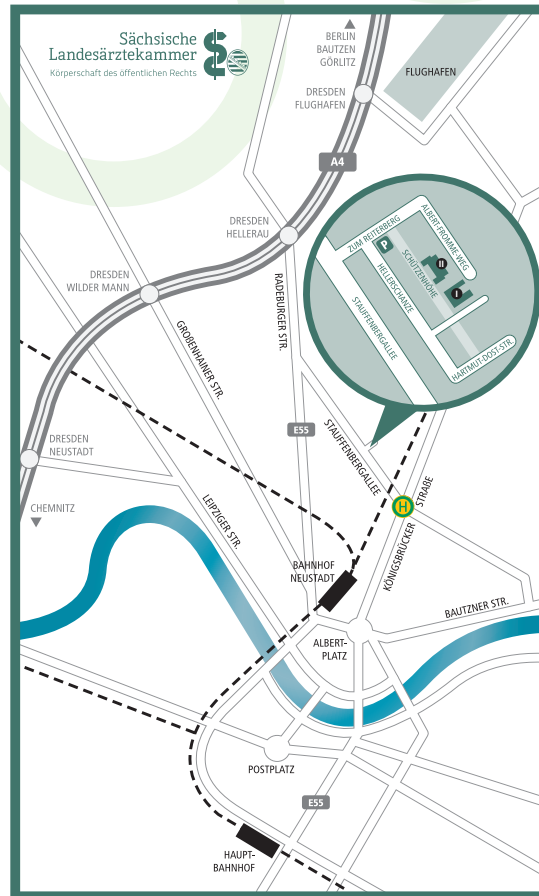 Sächsische
Landesärztekammer
Körperschaft des öffentlichen Rechts
BERLIN
BAUTZEN
GÖRLITZ
FLUGHAFEN
DRESDEN
FLUGHAFEN
A4
DRESDEN
HELLERAU
DRESDEN
WILDER MANN
ZUM REITERBERG
ALBERT-FROMME-WEG
P
SCHÜTZENHÖHE
II
I
HELLERSCHANZE
STAUFFENBERGALLEE
HARTMUT-DOST-STR.
RADEBURGER STR.
GROßENHAINER STR.
E55
STAUFFENBERGALLEE
DRESDEN
NEUSTADT
CHEMNITZ
LEIPZIGER STR.
H
KÖNIGSBRÜCKER STRAßE
BAHNHOF
NEUSTADT
BAUTZNER STR.
ALBERT-
PLATZ
POSTPLATZ
E55
HAUPT-
BAHNHOF